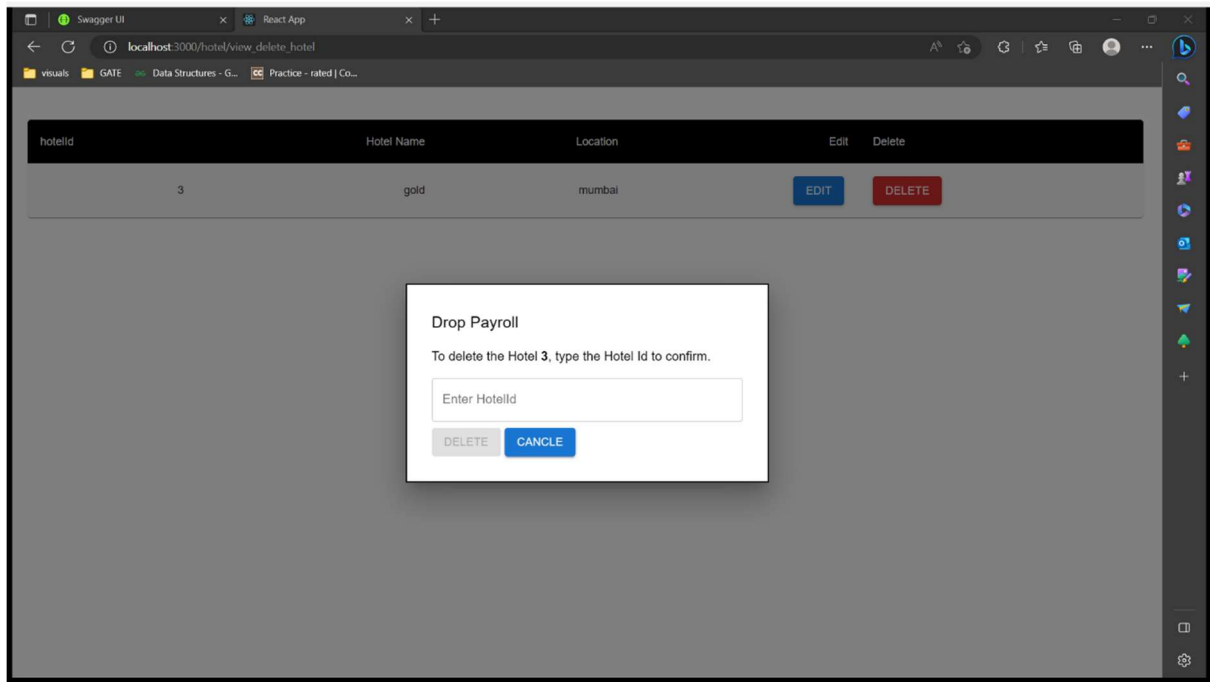 Swagger UI React App
localhost:3000/hotel/view_delete_hotel
visuals GATE Data Structures - G... CC Practice - rated | Co...
hotelId Hotel Name Location Edit Delete
3 gold mumbai EDIT DELETE
Drop Payroll
To delete the Hotel 3, type the Hotel Id to confirm.
Enter HotelId
DELETE CANCLE